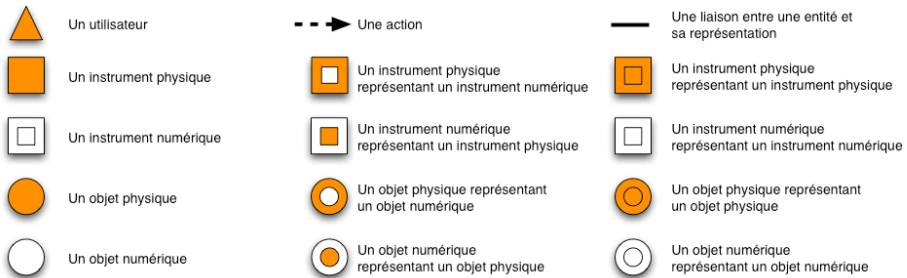 Un utilisateur
Une action
Une liaison entre une entité et
sa représentation
Un instrument physique
Un instrument physique
représentant un instrument numérique
Un instrument physique
représentant un instrument physique
Un instrument numérique
Un instrument numérique
représentant un instrument physique
Un instrument numérique
représentant un instrument numérique
Un objet physique
Un objet physique représentant
un objet numérique
Un objet physique représentant
un objet physique
Un objet numérique
Un objet numérique
représentant un objet physique
Un objet numérique
représentant un objet numérique